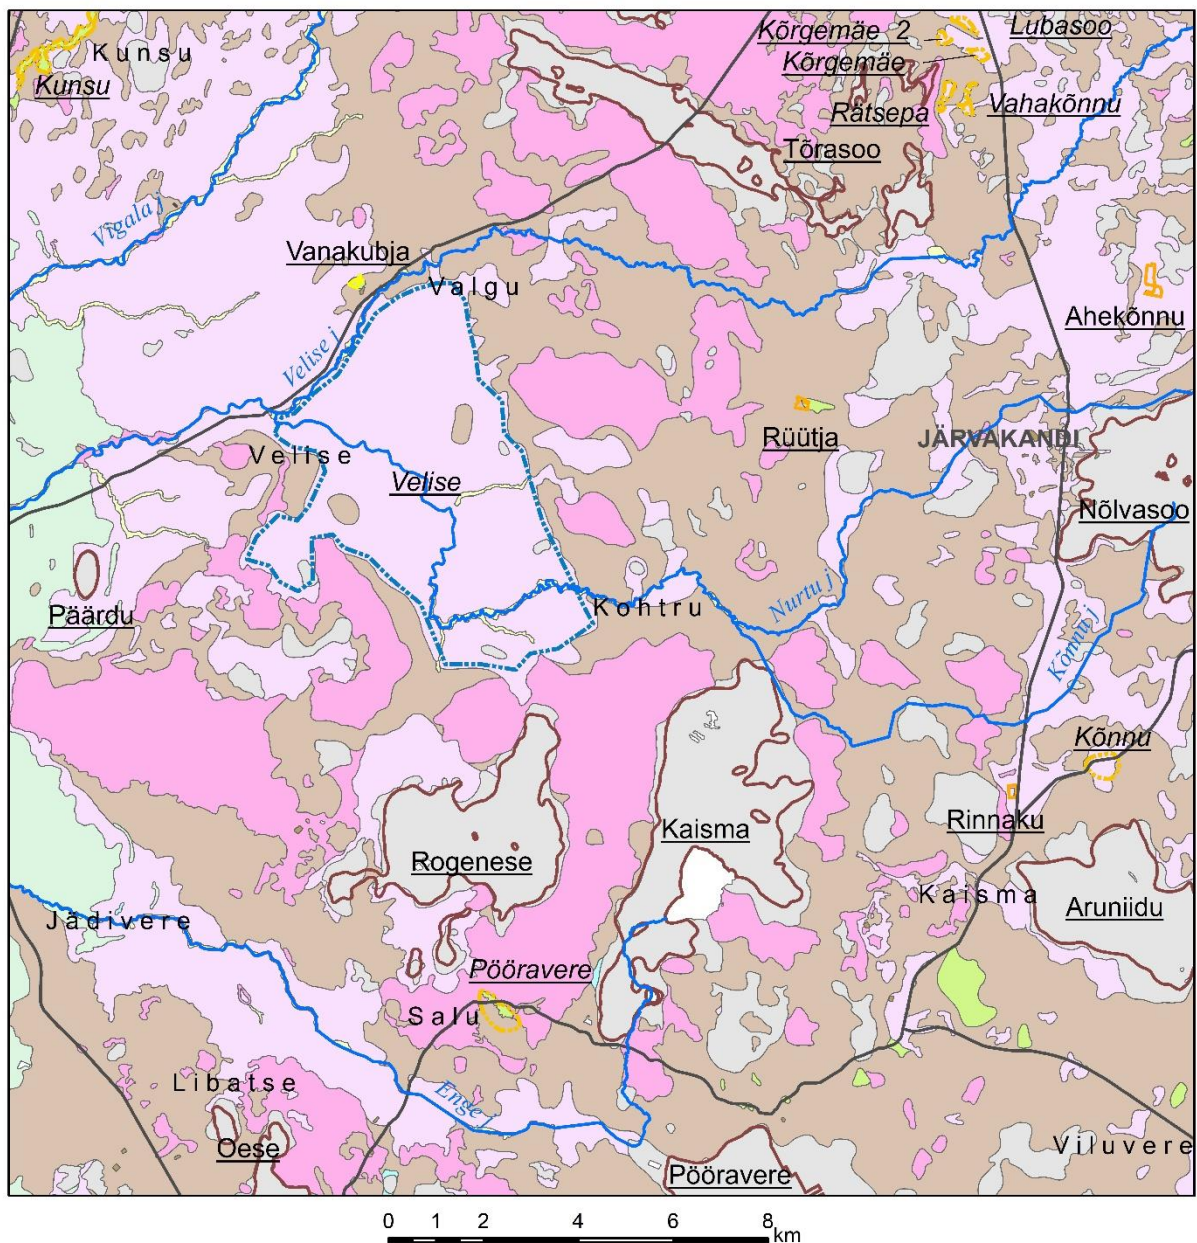 Kõrgemäe 2
Lubasoo
Kunsu
Kõrgemäe
Kunsu
Rätsepa
Vahakõnnu
Tõrasoo
Vigala j
Vanakubja
Valgu
Ahekõnnu
Velise j
Rüütja
JÄRVAKANDI
Velise
Velise
Nõlvasoo
Päärdu
Kohtru
Nurtu j
Kõnnu j
Kõnnu
Rinnaku
Kaisma
Rogenese
Kaisma
Aruniidu
Jädivere
Pööravere
Salu
Libatse
Enge j
Oese
Viluvere
Pööravere
0 1 2 4 6 8 km